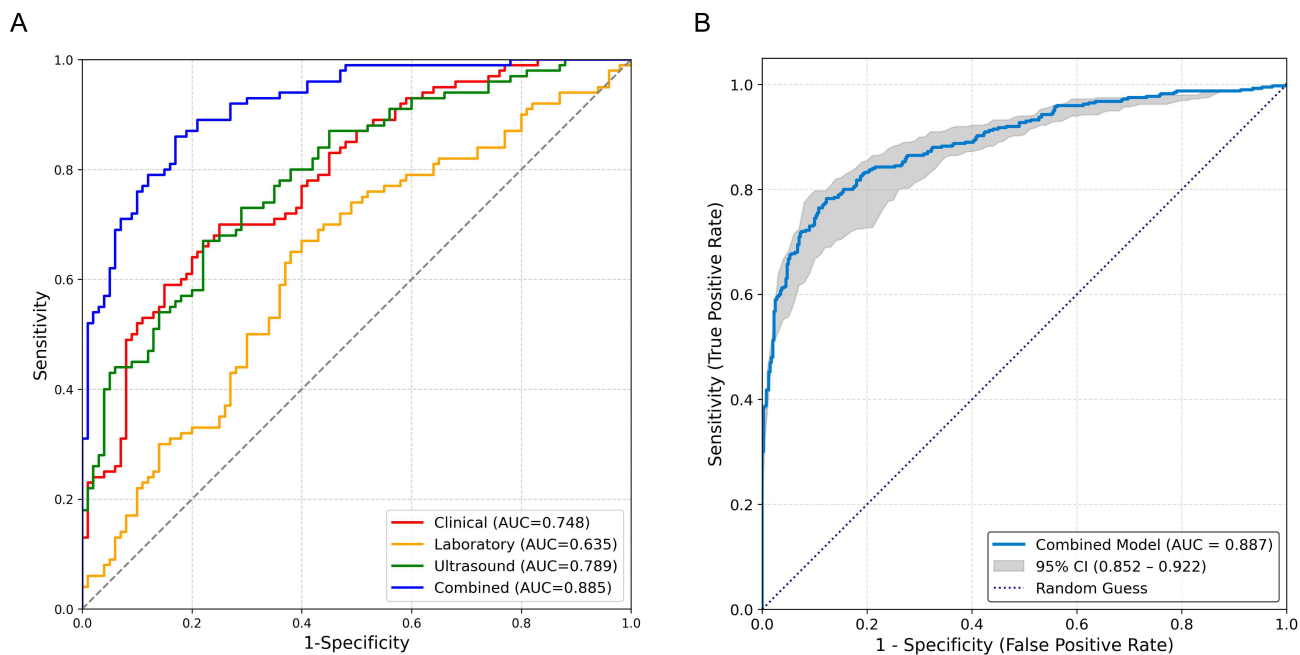 A
B
1.0
0.8
0.6
0.4
0.2
0.0
Sensitivity
0.0 0.2 0.4 0.6 0.8 1.0
1-Specificity
Clinical (AUC=0.748)
Laboratory (AUC=0.635)
Ultrasound (AUC=0.789)
Combined (AUC=0.885)
1.0
0.8
0.6
0.4
0.2
0.0
Sensitivity (True Positive Rate)
0.0 0.2 0.4 0.6 0.8 1.0
1 - Specificity (False Positive Rate)
Combined Model (AUC = 0.887)
95% CI (0.852 – 0.922)
Random Guess